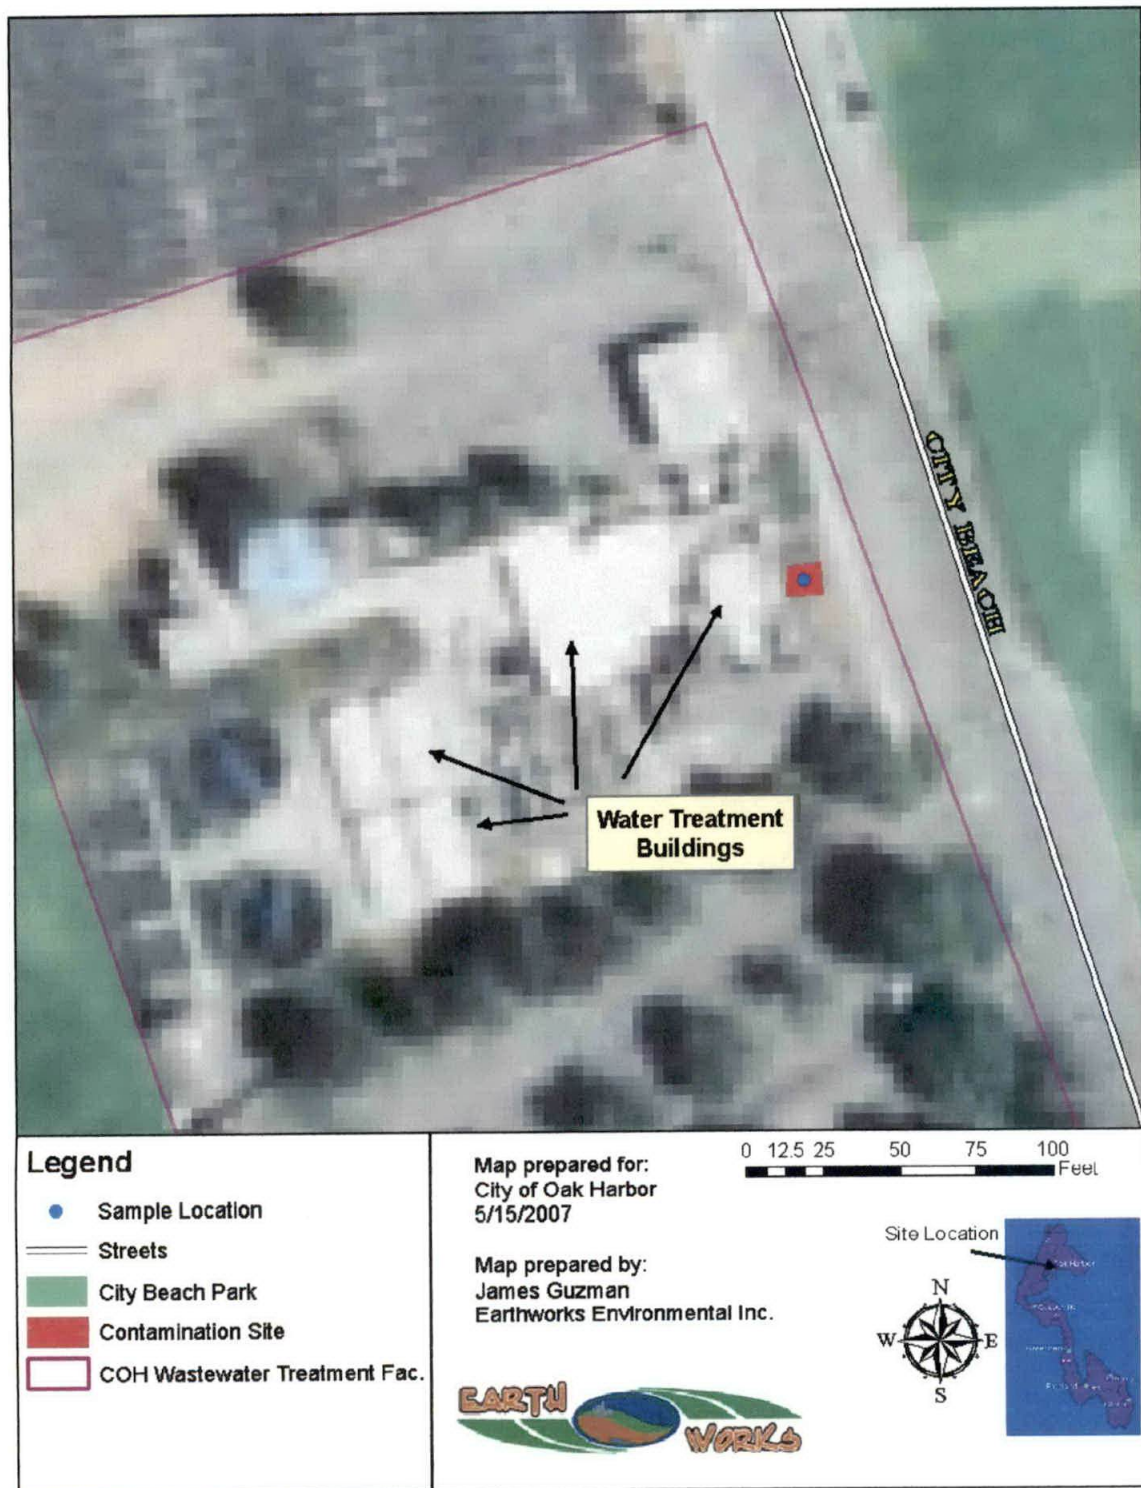 CITY BEACH
Water Treatment
Buildings
Legend
Sample Location
Streets
City Beach Park
Contamination Site
COH Wastewater Treatment Fac.
Map prepared for:
City of Oak Harbor
5/15/2007
Map prepared by:
James Guzman
Earthworks Environmental Inc.
EARTH
WORKS
0 12.5 25 50 75 100
Feet
Site Location
N
W E
S